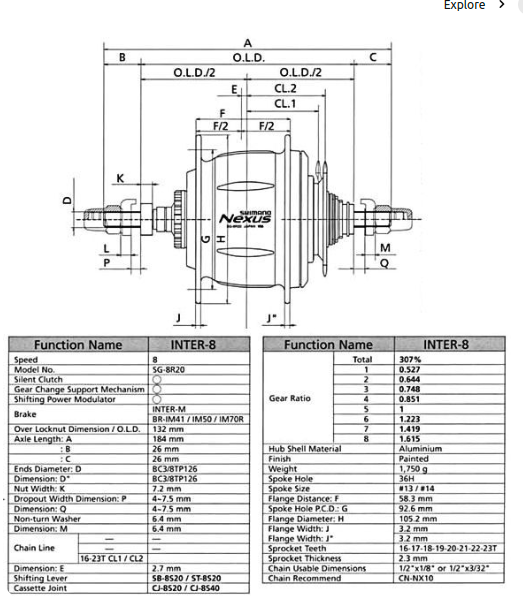 Explore >
A
B O.L.D. C
O.L.D./2 O.L.D./2
E CL.2
CL.1
F
F/2 F/2
K
D
SHIMANO
NEXUS
G H
L M
P Q
J J"
Function Name INTER-8
Speed 8
Model No. SG-8R20
Silent Clutch ○
Gear Change Support Mechanism ○
Shifting Power Modulator ○
Brake INTER-M
BR-IM41 / IM50 / IM70R
Over Locknut Dimension / O.L.D. 132 mm
Axle Length: A 184 mm
: B 26 mm
: C 26 mm
Ends Diameter: D BC3/8TP126
Dimension: D" BC3/8TP126
Nut Width: K 7.2 mm
Dropout Width Dimension: P 4~7.5 mm
Dimension: Q 4~7.5 mm
Non-turn Washer 6.4 mm
Dimension: M 6.4 mm
Chain Line — —
— —
16-23T CL1 / CL2
Dimension: E 2.7 mm
Shifting Lever SB-8S20 / ST-8S20
Cassette Joint CJ-8S20 / CJ-8S40
Function Name INTER-8
Gear Ratio Total 307%
1 0.527
2 0.644
3 0.748
4 0.851
5 1
6 1.223
7 1.419
8 1.615
Hub Shell Material Aluminium
Finish Painted
Weight 1,750 g
Spoke Hole 36H
Spoke Size #13 / #14
Flange Distance: F 58.3 mm
Spoke Hole P.C.D.: G 92.6 mm
Flange Diameter: H 105.2 mm
Flange Width: J 3.2 mm
Flange Width: J" 3.2 mm
Sprocket Teeth 16-17-18-19-20-21-22-23T
Sprocket Thickness 2.3 mm
Chain Usable Dimensions 1/2"x1/8" or 1/2"x3/32"
Chain Recommend CN-NX10